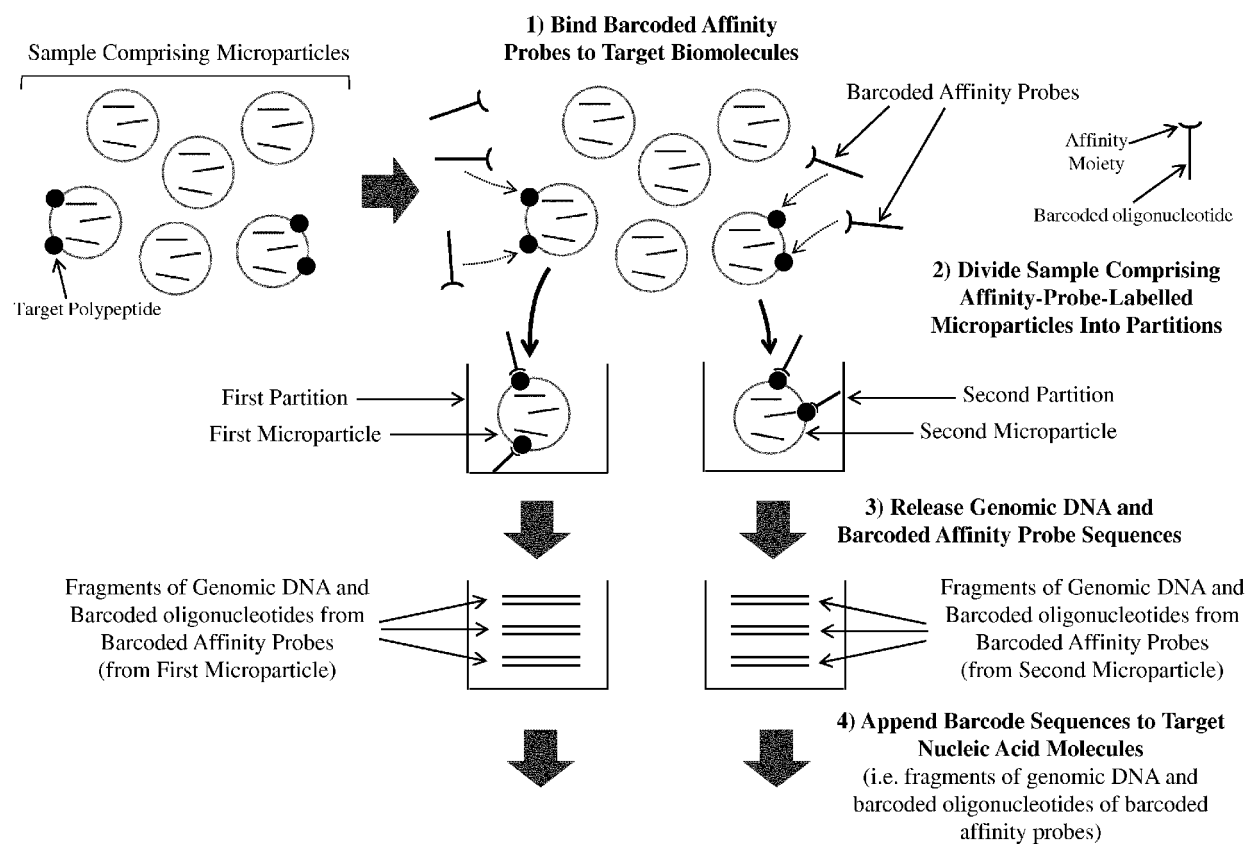 1) Bind Barcoded Affinity
Probes to Target Biomolecules
Sample Comprising Microparticles
Barcoded Affinity Probes
Affinity
Moiety
Barcoded oligonucleotide
Target Polypeptide
2) Divide Sample Comprising
Affinity-Probe-Labelled
Microparticles Into Partitions
First Partition
First Microparticle
Second Partition
Second Microparticle
3) Release Genomic DNA and
Barcoded Affinity Probe Sequences
Fragments of Genomic DNA and
Barcoded oligonucleotides from
Barcoded Affinity Probes
(from First Microparticle)
Fragments of Genomic DNA and
Barcoded oligonucleotides from
Barcoded Affinity Probes
(from Second Microparticle)
4) Append Barcode Sequences to Target
Nucleic Acid Molecules
(i.e. fragments of genomic DNA and
barcoded oligonucleotides of barcoded
affinity probes)